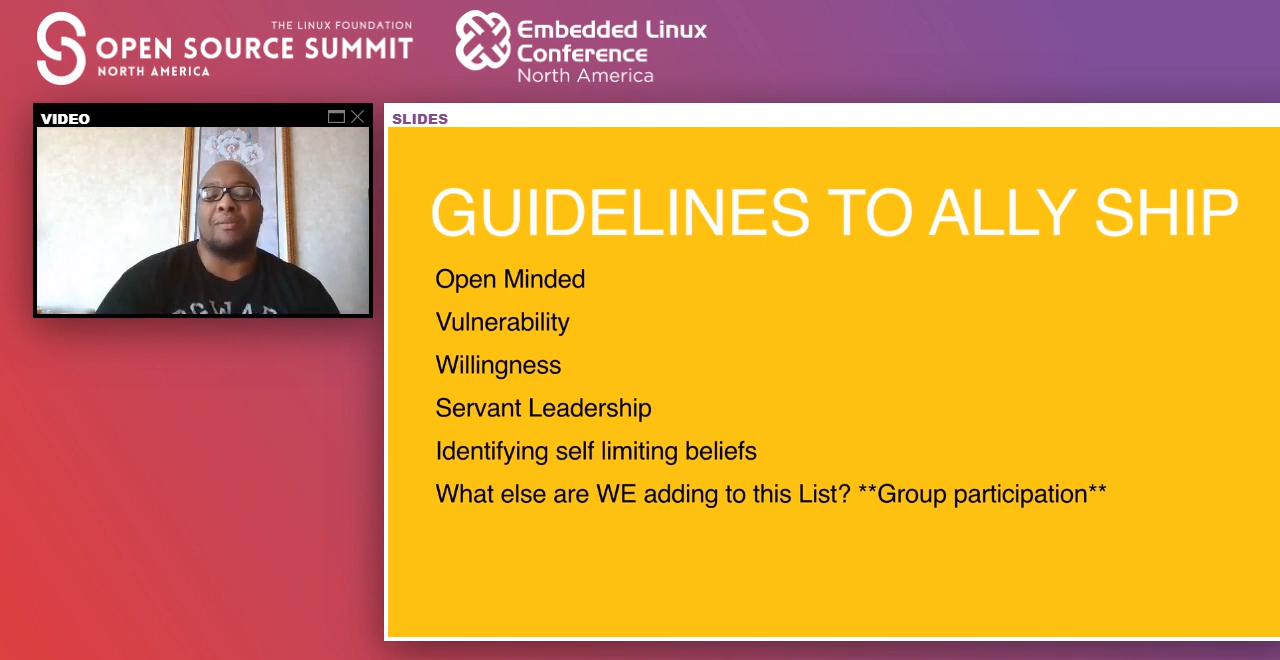 THE LINUX FOUNDATION
OPEN SOURCE SUMMIT
NORTH AMERICA
Embedded Linux
Conference
North America
VIDEO
SLIDES
GUIDELINES TO ALLY SHIP
Open Minded
Vulnerability
Willingness
Servant Leadership
Identifying self limiting beliefs
What else are WE adding to this List? **Group participation**